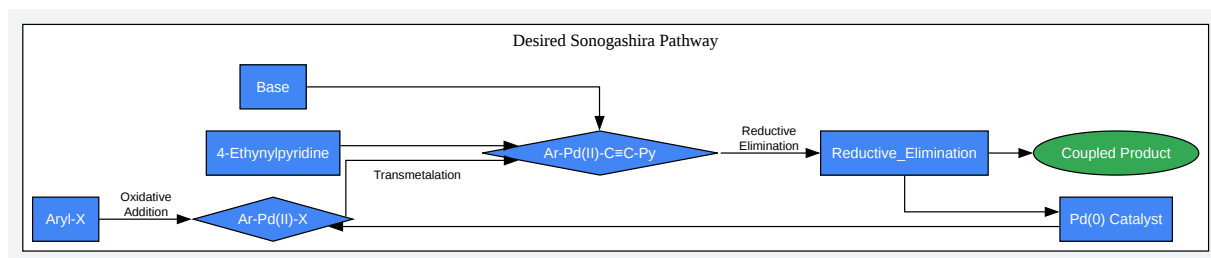 Desired Sonogashira Pathway
Base
4-Ethynylpyridine
Ar-Pd(II)-C≡C-Py
Reductive
Elimination
Reductive_Elimination
Coupled Product
Transmetalation
Aryl-X
Oxidative
Addition
Ar-Pd(II)-X
Pd(0) Catalyst